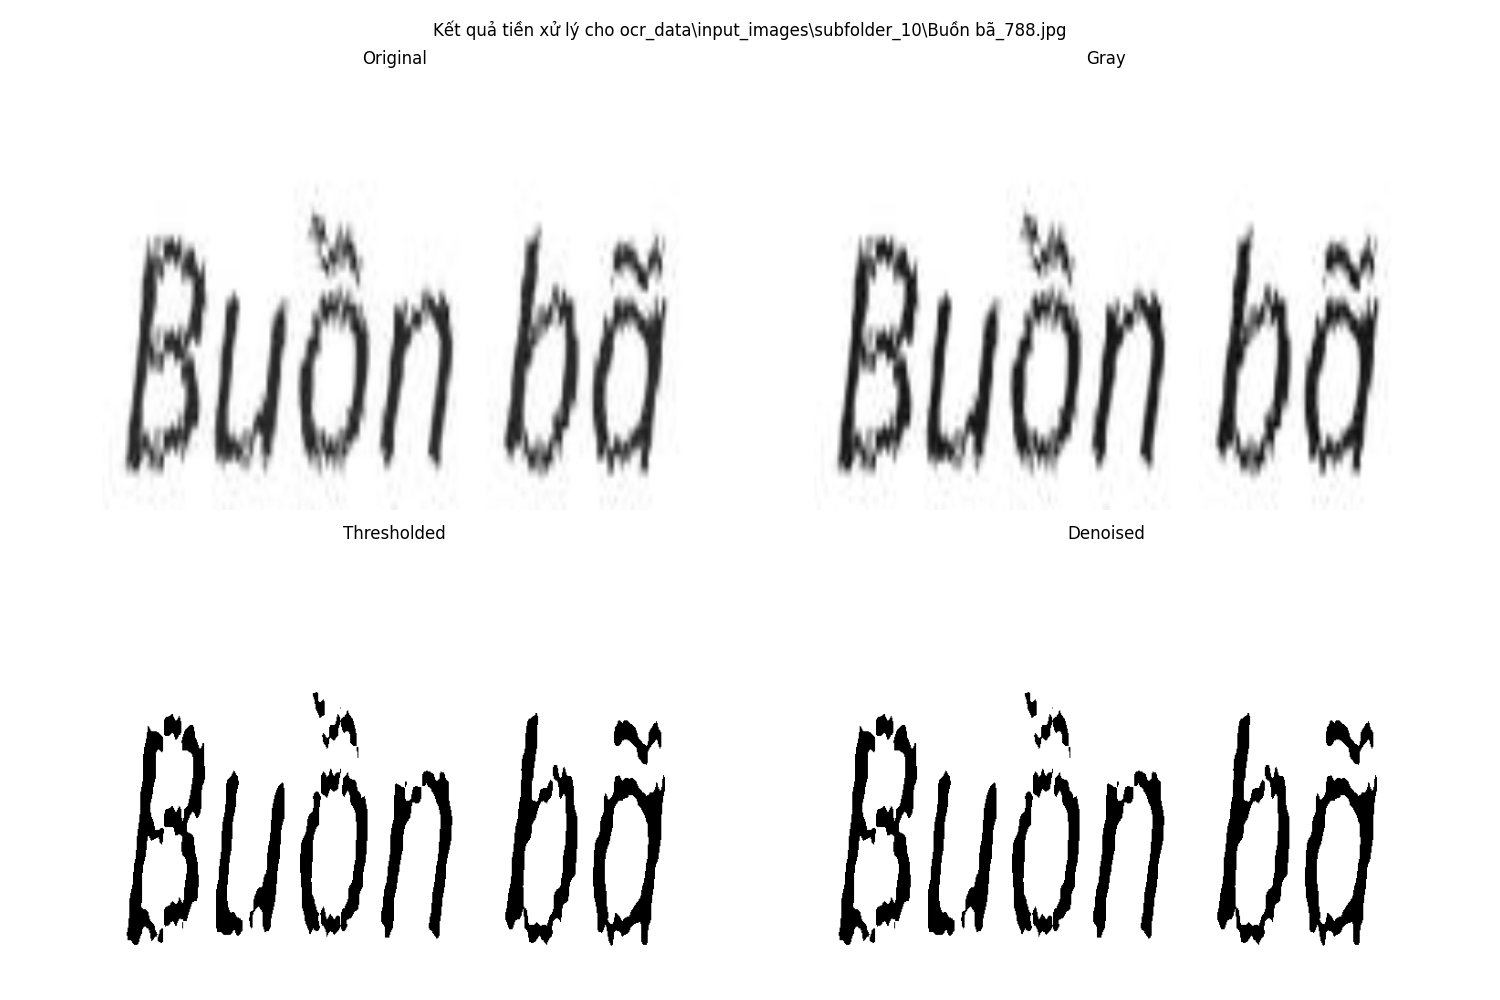 Kết quả tiền xử lý cho ocr_data\input_images\subfolder_10\Buồn bã_788.jpg
Original
Gray
Buồn bã
Buồn bã
Thresholded
Denoised
Buồn bã
Buồn bã